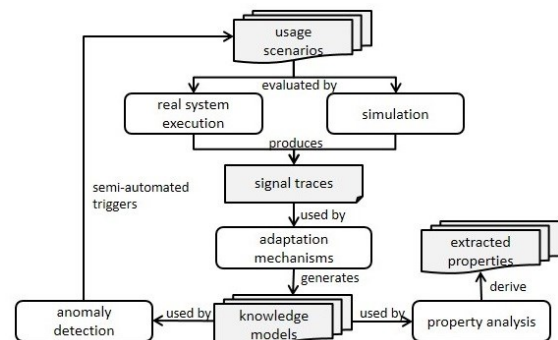 usage
scenarios
evaluated by
real system
execution
simulation
produces
signal traces
semi-automated
triggers
used by
adaptation
mechanisms
extracted
properties
generates
derive
anomaly
detection
used by
knowledge
models
used by
property analysis